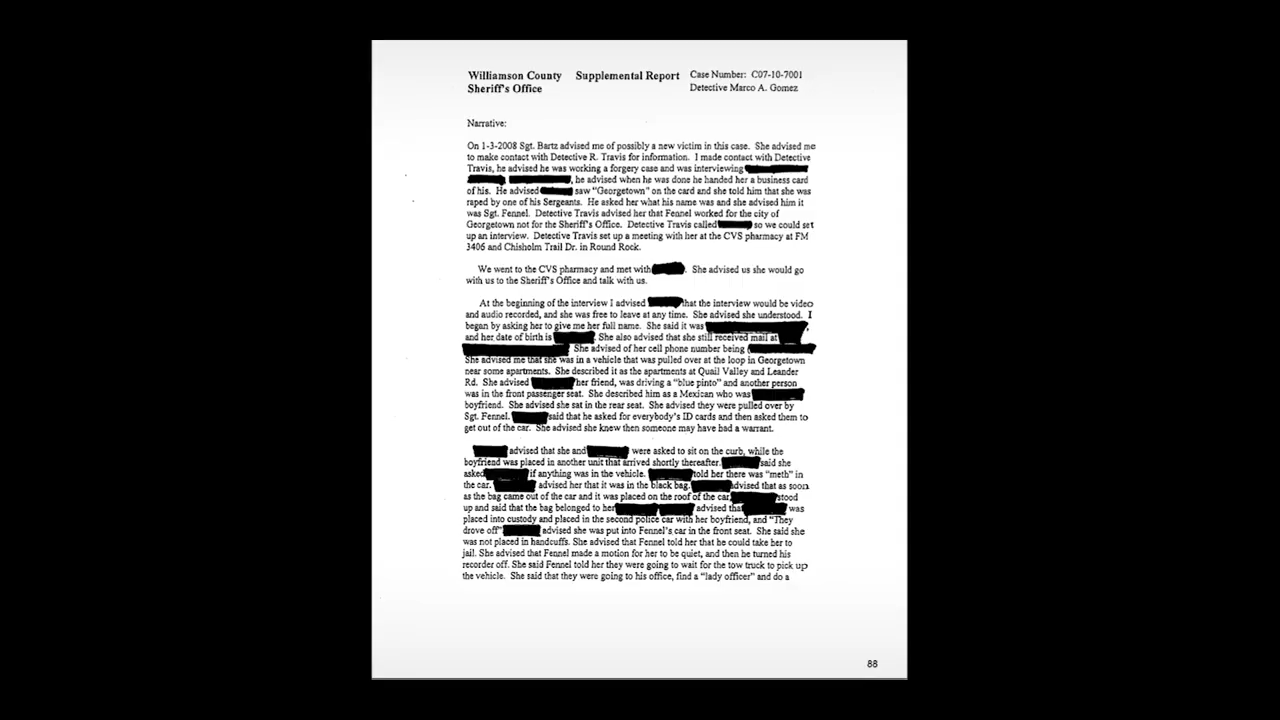 Williamson County Supplemental Report Case Number: C07-10-7001
Sheriff's Office Detective Marco A. Gomez
Narrative:
On 1-3-2008 Sgt. Bartz advised me of possibly a new victim in this case. She advised me
to make contact with Detective R. Travis for information. I made contact with Detective
Travis, he advised he was working a forgery case and was interviewing
, he advised when he was done he handed her a business card
of his. He advised saw "Georgetown" on the card and she told him that she was
raped by one of his Sergeants. He asked her what his name was and she advised him it
was Sgt. Fennel. Detective Travis advised her that Fennel worked for the city of
Georgetown not for the Sheriff's Office. Detective Travis called so we could set
up an interview. Detective Travis set up a meeting with her at the CVS pharmacy at FM
3406 and Chisholm Trail Dr. in Round Rock.
We went to the CVS pharmacy and met with . She advised us she would go
with us to the Sheriff's Office and talk with us.
At the beginning of the interview I advised that the interview would be video
and audio recorded, and she was free to leave at any time. She advised she understood. I
began by asking her to give me her full name. She said it was ,
and her date of birth is . She also advised that she still received mail at
. She advised of her cell phone number being (
She advised me that she was in a vehicle that was pulled over at the loop in Georgetown
near some apartments. She described it as the apartments at Quail Valley and Leander
Rd. She advised her friend, was driving a "blue pinto" and another person
was in the front passenger seat. She described him as a Mexican who was
boyfriend. She advised she sat in the rear seat. She advised they were pulled over by
Sgt. Fennel. said that he asked for everybody's ID cards and then asked them to
get out of the car. She advised she knew then someone may have had a warrant.
advised that she and were asked to sit on the curb, while the
boyfriend was placed in another unit that arrived shortly thereafter. said she
asked if anything was in the vehicle. told her there was "meth" in
the car. advised her that it was in the black bag. advised that as soon
as the bag came out of the car and it was placed on the roof of the car, stood
up and said that the bag belonged to her advised that was
placed into custody and placed in the second police car with her boyfriend, and "They
drove off" advised she was put into Fennel's car in the front seat. She said she
was not placed in handcuffs. She advised that Fennel told her that he could take her to
jail. She advised that Fennel made a motion for her to be quiet, and then he turned his
recorder off. She said Fennel told her they were going to wait for the tow truck to pick up
the vehicle. She said that they were going to his office, find a "lady officer" and do a
88